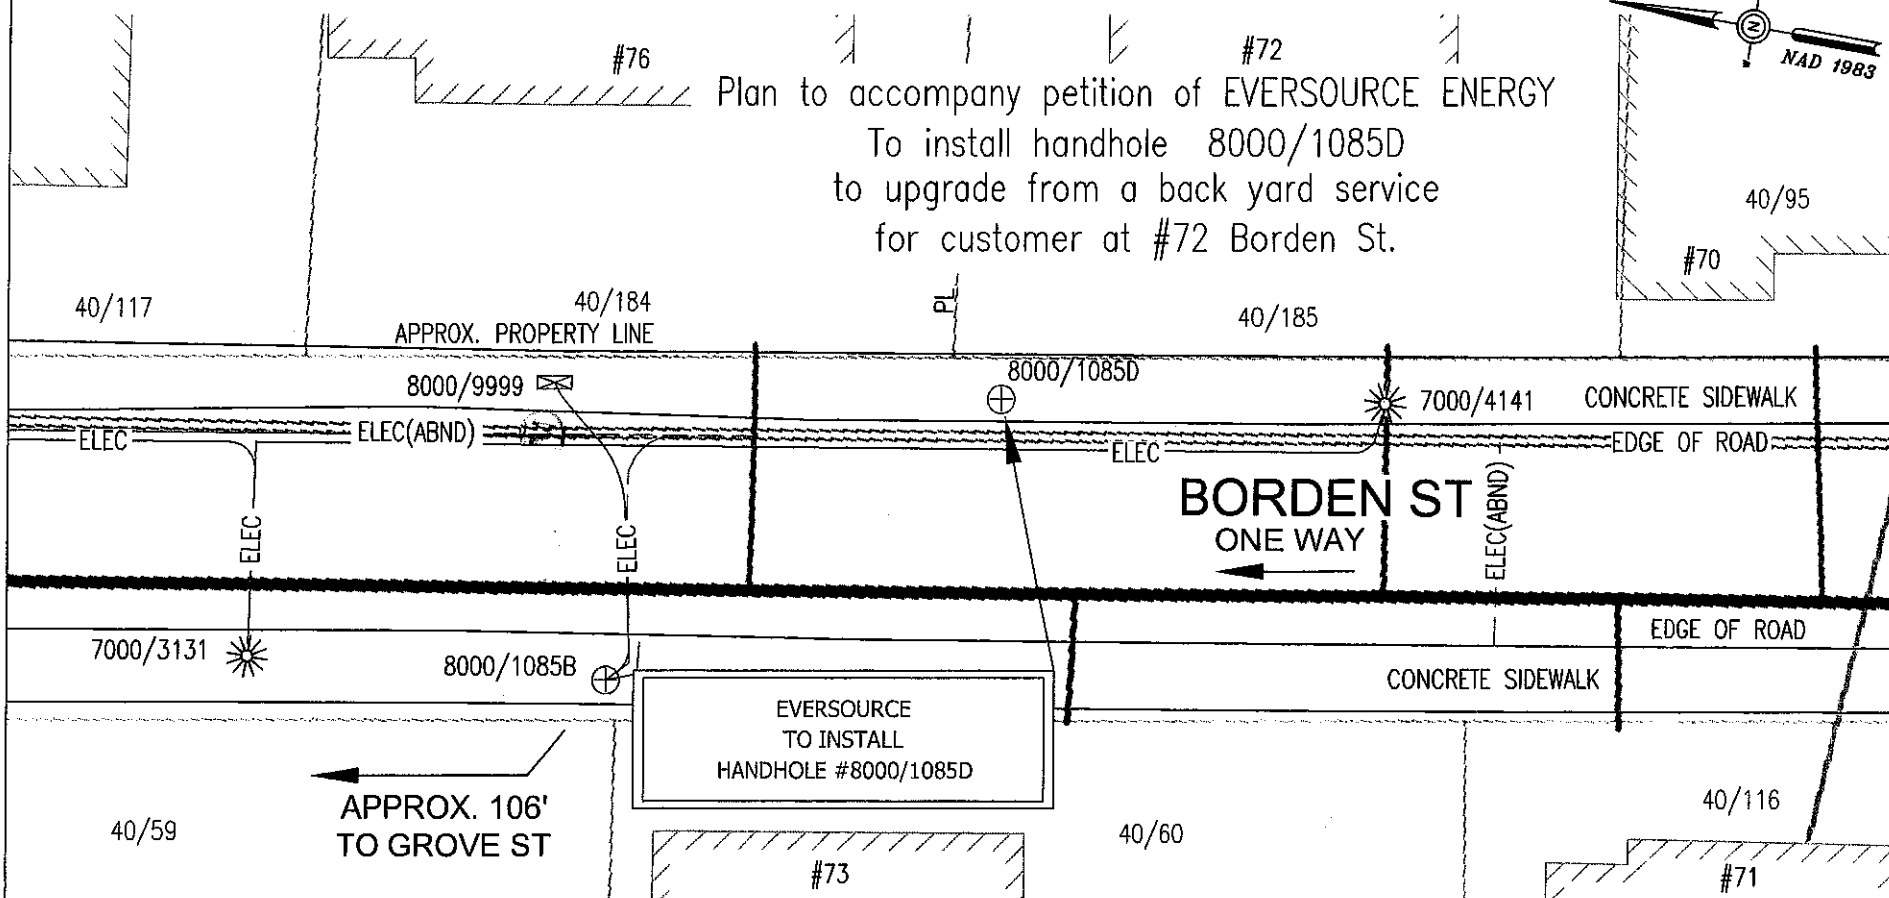 N
NAD 1983
#76
#72
Plan to accompany petition of EVERSOURCE ENERGY
To install handhole 8000/1085D
to upgrade from a back yard service
for customer at #72 Borden St.
40/95
#70
40/117
40/184
PL
40/185
APPROX. PROPERTY LINE
8000/9999
8000/1085D
7000/4141
CONCRETE SIDEWALK
ELEC
ELEC(ABND)
ELEC
EDGE OF ROAD
BORDEN ST
ONE WAY
ELEC
ELEC
ELEC(ABND)
7000/3131
8000/1085B
EDGE OF ROAD
CONCRETE SIDEWALK
EVERSOURCE
TO INSTALL
HANDHOLE #8000/1085D
APPROX. 106'
TO GROVE ST
40/59
40/60
40/116
#73
#71